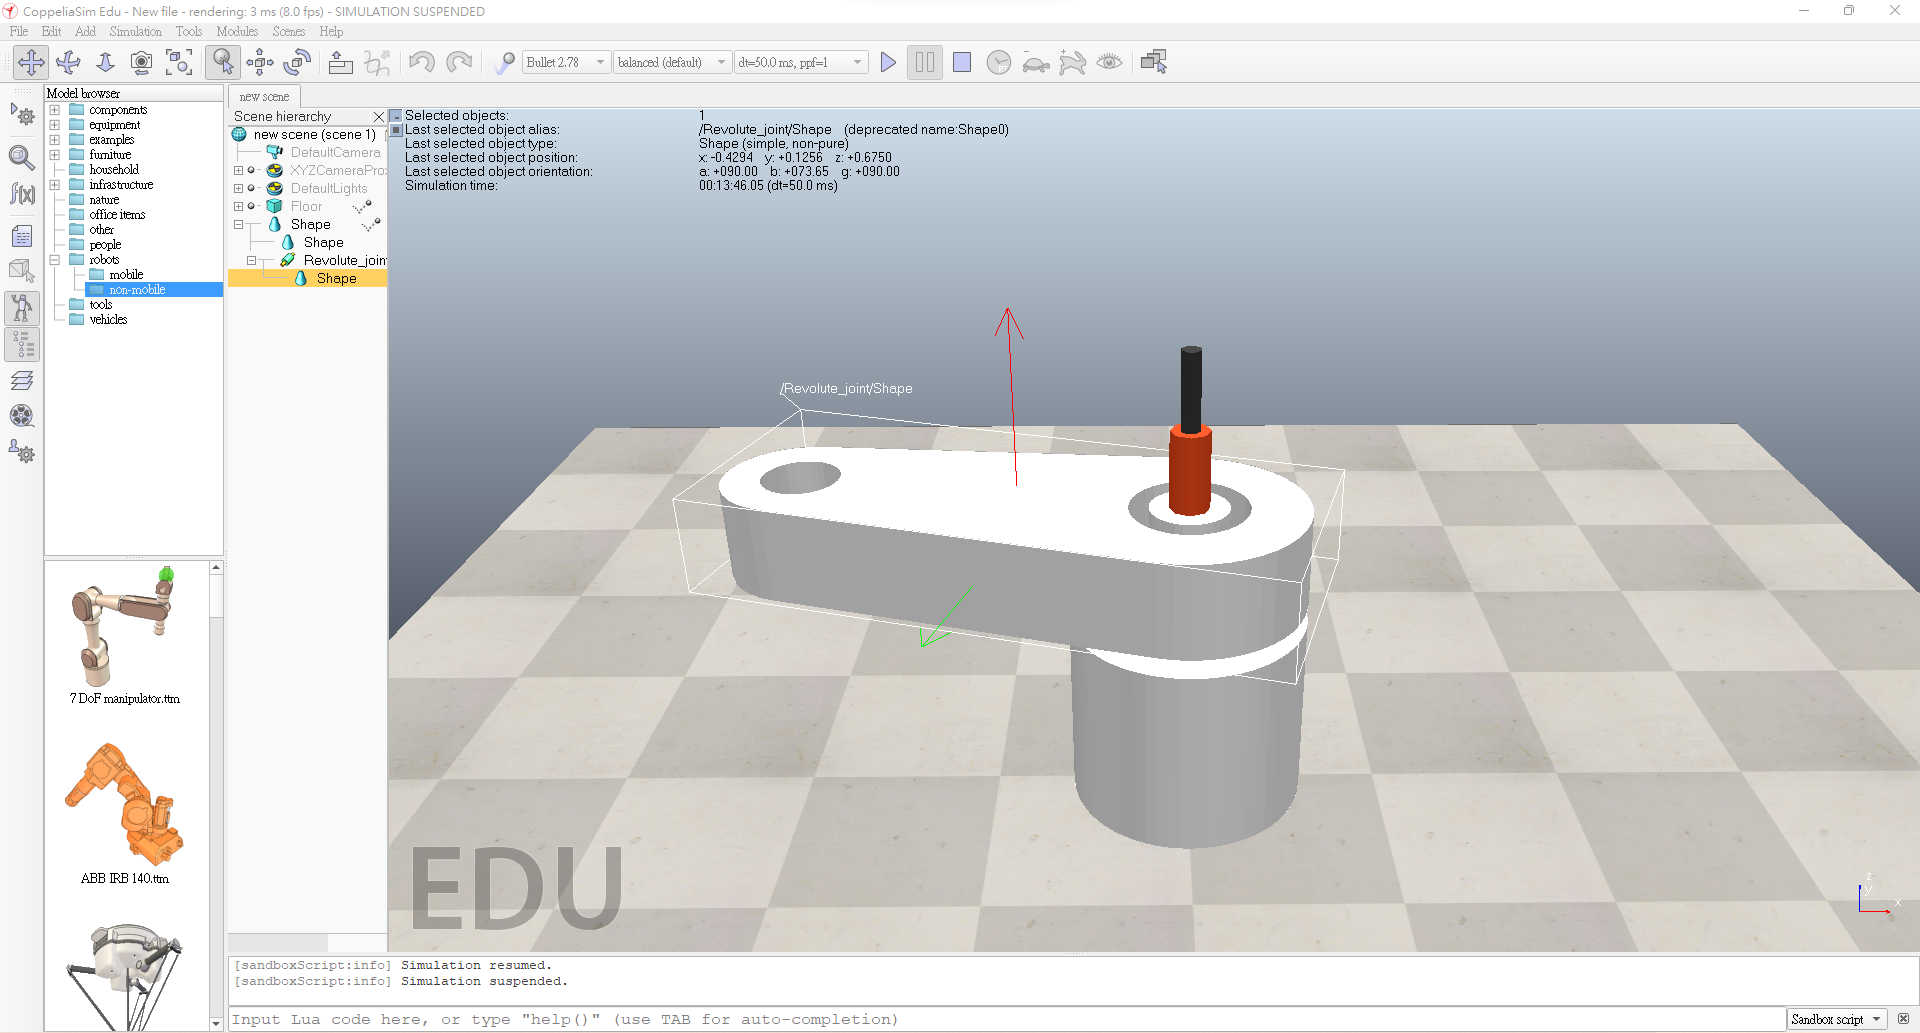 CoppeliaSim Edu - New file - rendering: 3 ms (8.0 fps) - SIMULATION SUSPENDED
File Edit Add Simulation Tools Modules Scenes Help
Bullet 2.78 balanced (default) dt=50.0 ms, ppf=1
Model browser
components
equipment
examples
furniture
household
infrastructure
nature
office items
other
people
robots
mobile
non-mobile
tools
vehicles
7 DoF manipulator.ttm
ABB IRB 140.ttm
new scene
Scene hierarchy
new scene (scene 1)
DefaultCamera
XYZCameraPro
DefaultLights
Floor
Shape
Shape
Revolute_join
Shape
Selected objects: 1
Last selected object alias: /Revolute_joint/Shape (deprecated name:Shape0)
Last selected object type: Shape (simple, non-pure)
Last selected object position: x: -0.4294 y: +0.1256 z: +0.6750
Last selected object orientation: a: +090.00 b: +073.65 g: +090.00
Simulation time: 00:13:46.05 (dt=50.0 ms)
/Revolute_joint/Shape
EDU
z
y
x
[sandboxScript:info] Simulation resumed.
[sandboxScript:info] Simulation suspended.
Input Lua code here, or type "help()" (use TAB for auto-completion)
Sandbox script